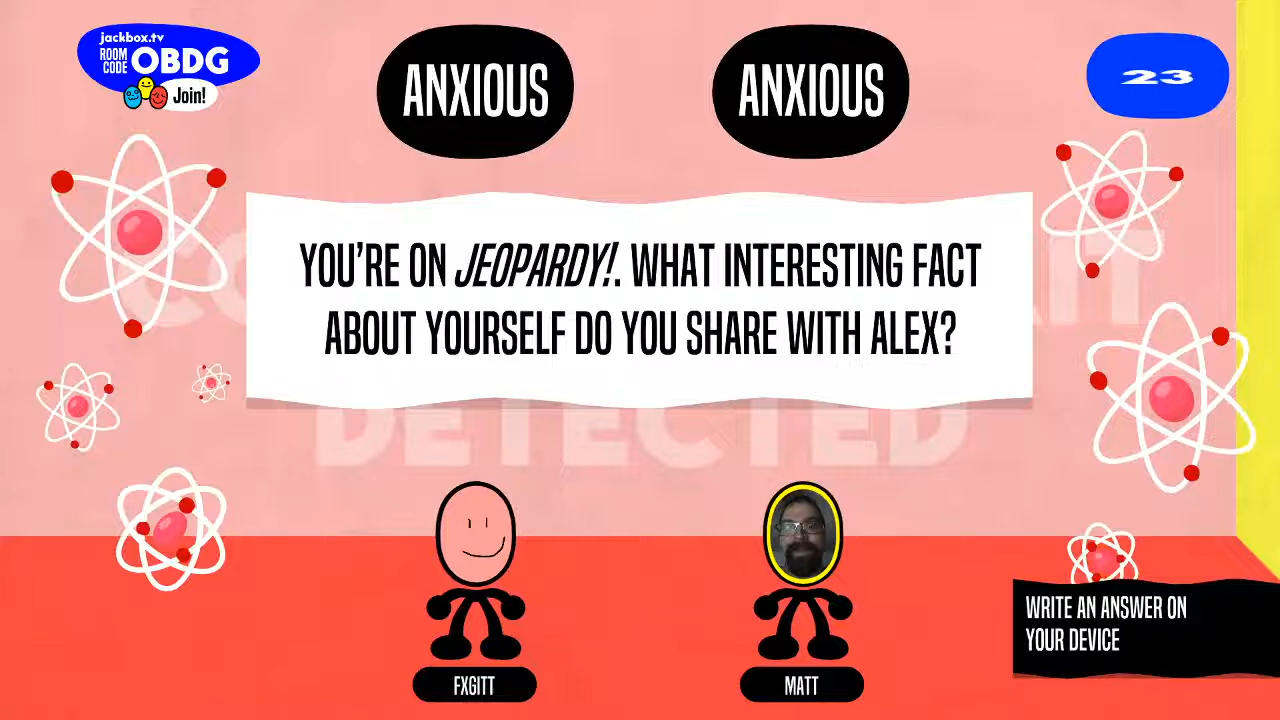 jackbox.tv
ROOM CODE OBDG
Join!
ANXIOUS
ANXIOUS
23
YOU'RE ON JEOPARDY!. WHAT INTERESTING FACT
ABOUT YOURSELF DO YOU SHARE WITH ALEX?
DETECTED
FXGITT
MATT
WRITE AN ANSWER ON
YOUR DEVICE